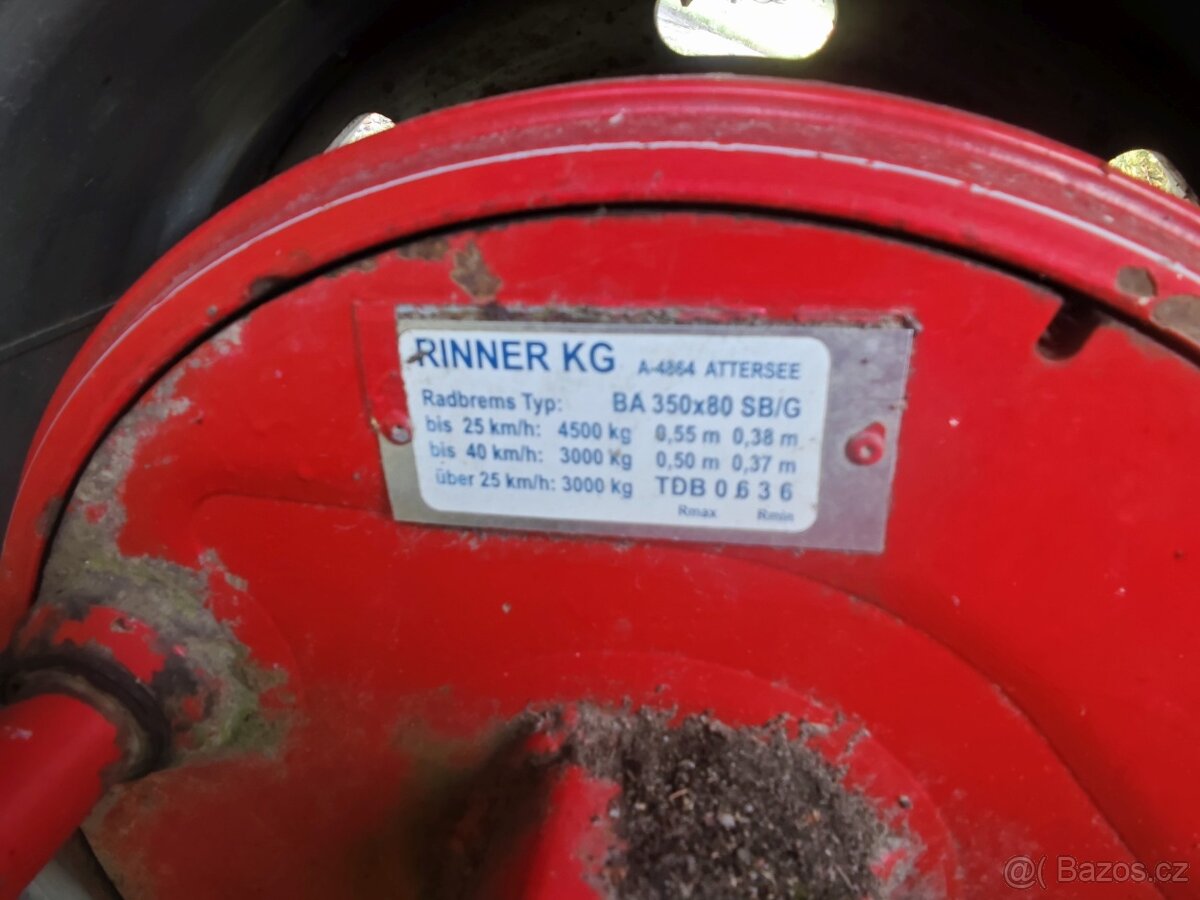 RINNER KG A-4864 ATTERSEE
Radbrems Typ: BA 350x80 SB/G
bis 25 km/h: 4500 kg 0,55 m 0,38 m
bis 40 km/h: 3000 Kg 0,50 m 0,37 m
über 25 km/h: 3000 kg TDB 0636
Rmax Rmin
@( Bazos.cz